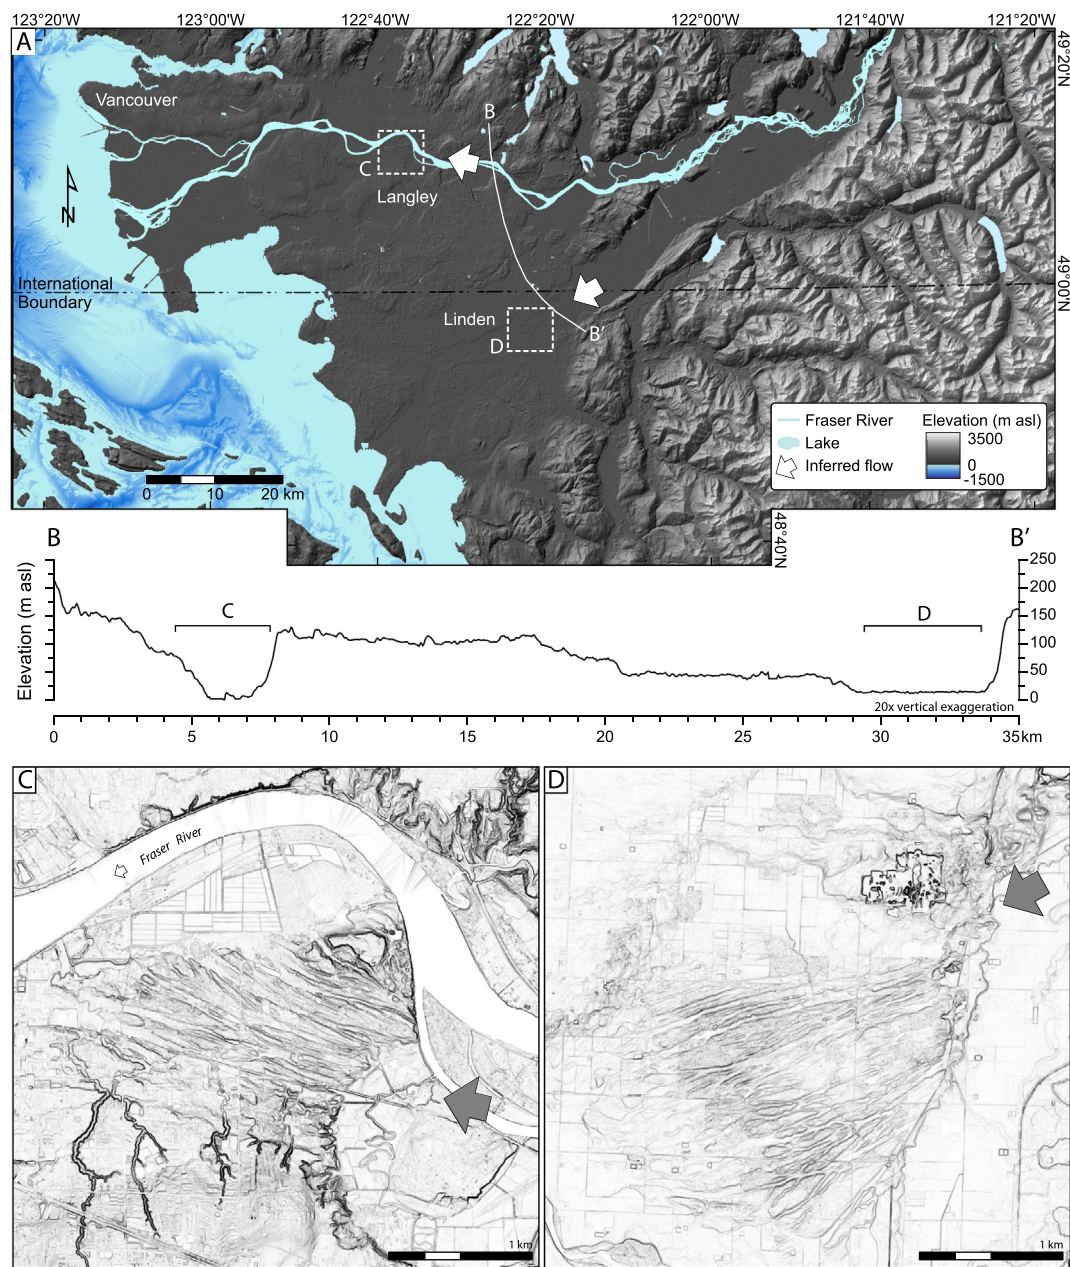 123°20'W 123°00'W 122°40'W 122°20'W 122°00'W 121°40'W 121°20'W
A
49°20'N
Vancouver
B
C
Langley
N
International
Boundary
49°00'N
Linden
B'
D
Fraser River
Lake
Inferred flow
Elevation (m asl)
3500
0
-1500
0 10 20 km
48°40'N
B
B'
Elevation (m asl)
250
200
150
100
50
0
C
D
20x vertical exaggeration
0 5 10 15 20 25 30 35km
C
Fraser River
1 km
D
1 km